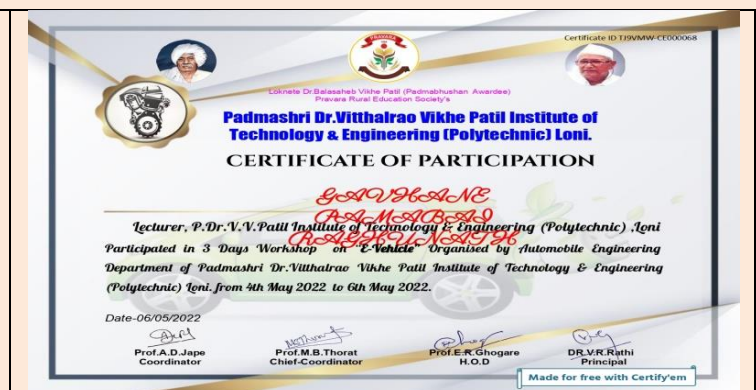 Certificate ID TJ9VMW-CE000068
PRAVARA
Loknete Dr.Balasaheb Vikhe Patil (Padmabhushan Awardee)
Pravara Rural Education Society's
Padmashri Dr.Vitthalrao Vikhe Patil Institute of
Technology & Engineering (Polytechnic) Loni.
CERTIFICATE OF PARTICIPATION
GAVHANE
RAMABAI
RAGHUNATH
Lecturer, P.Dr.V.V.Patil Institute of Technology & Engineering (Polytechnic) ,Loni
Participated in 3 Days Workshop on "E-Vehicle" Organised by Automobile Engineering
Department of Padmashri Dr.Vitthalrao Vikhe Patil Institute of Technology & Engineering
(Polytechnic) Loni. from 4th May 2022 to 6th May 2022.
Date-06/05/2022
Prof.A.D.Jape Prof.M.B.Thorat Prof.E.R.Ghogare DR.V.R.Rathi
Coordinator Chief-Coordinator H.O.D Principal
Made for free with Certify'em